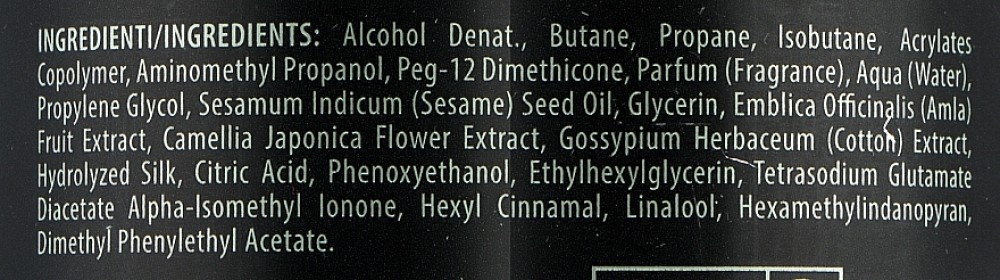 INGREDIENTI/INGREDIENTS: Alcohol Denat., Butane, Propane, Isobutane, Acrylates
Copolymer, Aminomethyl Propanol, Peg-12 Dimethicone, Parfum (Fragrance), Aqua (Water),
Propylene Glycol, Sesamum Indicum (Sesame) Seed Oil, Glycerin, Emblica Officinalis (Amla)
Fruit Extract, Camellia Japonica Flower Extract, Gossypium Herbaceum (Cotton) Extract,
Hydrolyzed Silk, Citric Acid, Phenoxyethanol, Ethylhexylglycerin, Tetrasodium Glutamate
Diacetate Alpha-Isomethyl Ionone, Hexyl Cinnamal, Linalool, Hexamethylindanopyran,
Dimethyl Phenylethyl Acetate.